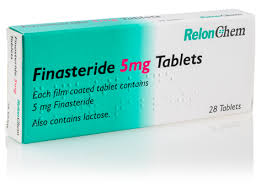 RelonChem
Finasteride 5mg Tablets
Each film coated tablet contains
5 mg Finasteride
Also contains lactose.
28 Tablets